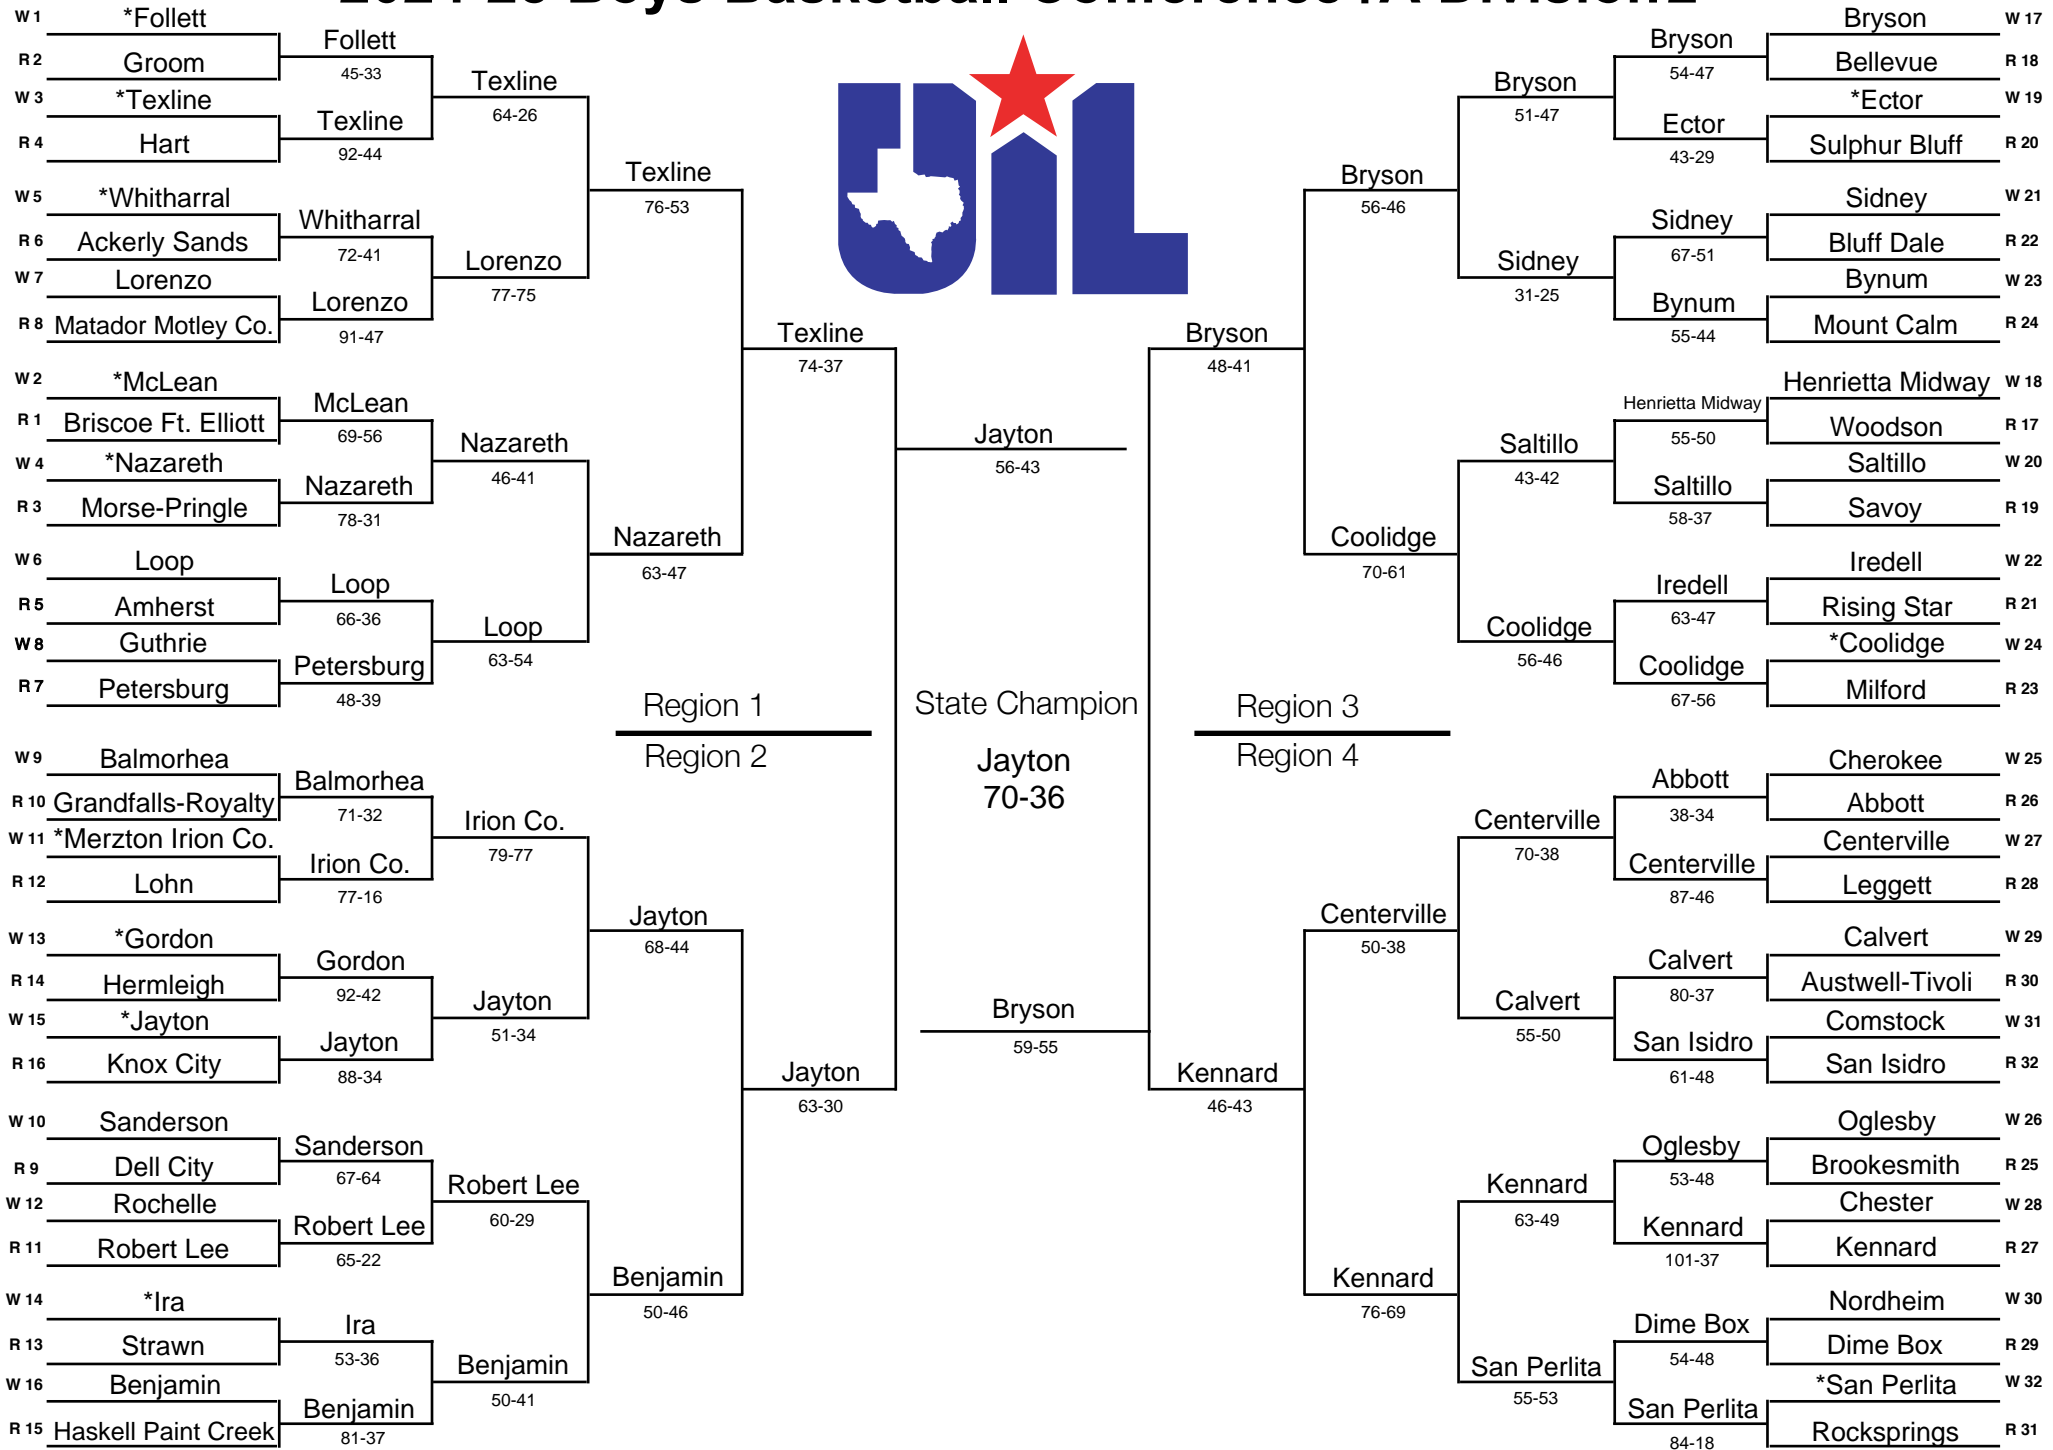 2024-25 Boys Basketball Conference 1A Division2
W 1 *Follett
R 2 Groom
W 3 *Texline
R 4 Hart
W 5 *Whitharral
R 6 Ackerly Sands
W 7 Lorenzo
R 8 Matador Motley Co.
W 2 *McLean
R 1 Briscoe Ft. Elliott
W 4 *Nazareth
R 3 Morse-Pringle
W 6 Loop
R 5 Amherst
W 8 Guthrie
R 7 Petersburg
W 9 Balmorhea
R 10 Grandfalls-Royalty
W 11 *Merzton Irion Co.
R 12 Lohn
W 13 *Gordon
R 14 Hermleigh
W 15 *Jayton
R 16 Knox City
W 10 Sanderson
R 9 Dell City
W 12 Rochelle
R 11 Robert Lee
W 14 *Ira
R 13 Strawn
W 16 Benjamin
R 15 Haskell Paint Creek
Follett
45-33
Texline
92-44
Whitharral
72-41
Lorenzo
91-47
McLean
69-56
Nazareth
78-31
Loop
66-36
Petersburg
48-39
Balmorhea
71-32
Irion Co.
77-16
Gordon
92-42
Jayton
88-34
Sanderson
67-64
Robert Lee
65-22
Ira
53-36
Benjamin
81-37
Texline
64-26
Lorenzo
77-75
Nazareth
46-41
Loop
63-54
Irion Co.
79-77
Jayton
51-34
Robert Lee
60-29
Benjamin
50-41
Texline
76-53
Nazareth
63-47
Jayton
68-44
Benjamin
50-46
Texline
74-37
Jayton
63-30
Region 1
Region 2
UIL
Jayton
56-43
State Champion
Jayton
70-36
Bryson
59-55
Region 3
Region 4
Bryson
48-41
Kennard
46-43
Bryson
56-46
Coolidge
70-61
Centerville
50-38
Kennard
76-69
Bryson
51-47
Sidney
31-25
Saltillo
43-42
Coolidge
56-46
Centerville
70-38
Calvert
55-50
Kennard
63-49
San Perlita
55-53
Bryson
54-47
Ector
43-29
Sidney
67-51
Bynum
55-44
Henrietta Midway
55-50
Saltillo
58-37
Iredell
63-47
Coolidge
67-56
Abbott
38-34
Centerville
87-46
Calvert
80-37
San Isidro
61-48
Oglesby
53-48
Kennard
101-37
Dime Box
54-48
San Perlita
84-18
Bryson W 17
Bellevue R 18
*Ector W 19
Sulphur Bluff R 20
Sidney W 21
Bluff Dale R 22
Bynum W 23
Mount Calm R 24
Henrietta Midway W 18
Woodson R 17
Saltillo W 20
Savoy R 19
Iredell W 22
Rising Star R 21
*Coolidge W 24
Milford R 23
Cherokee W 25
Abbott R 26
Centerville W 27
Leggett R 28
Calvert W 29
Austwell-Tivoli R 30
Comstock W 31
San Isidro R 32
Oglesby W 26
Brookesmith R 25
Chester W 28
Kennard R 27
Nordheim W 30
Dime Box R 29
*San Perlita W 32
Rocksprings R 31